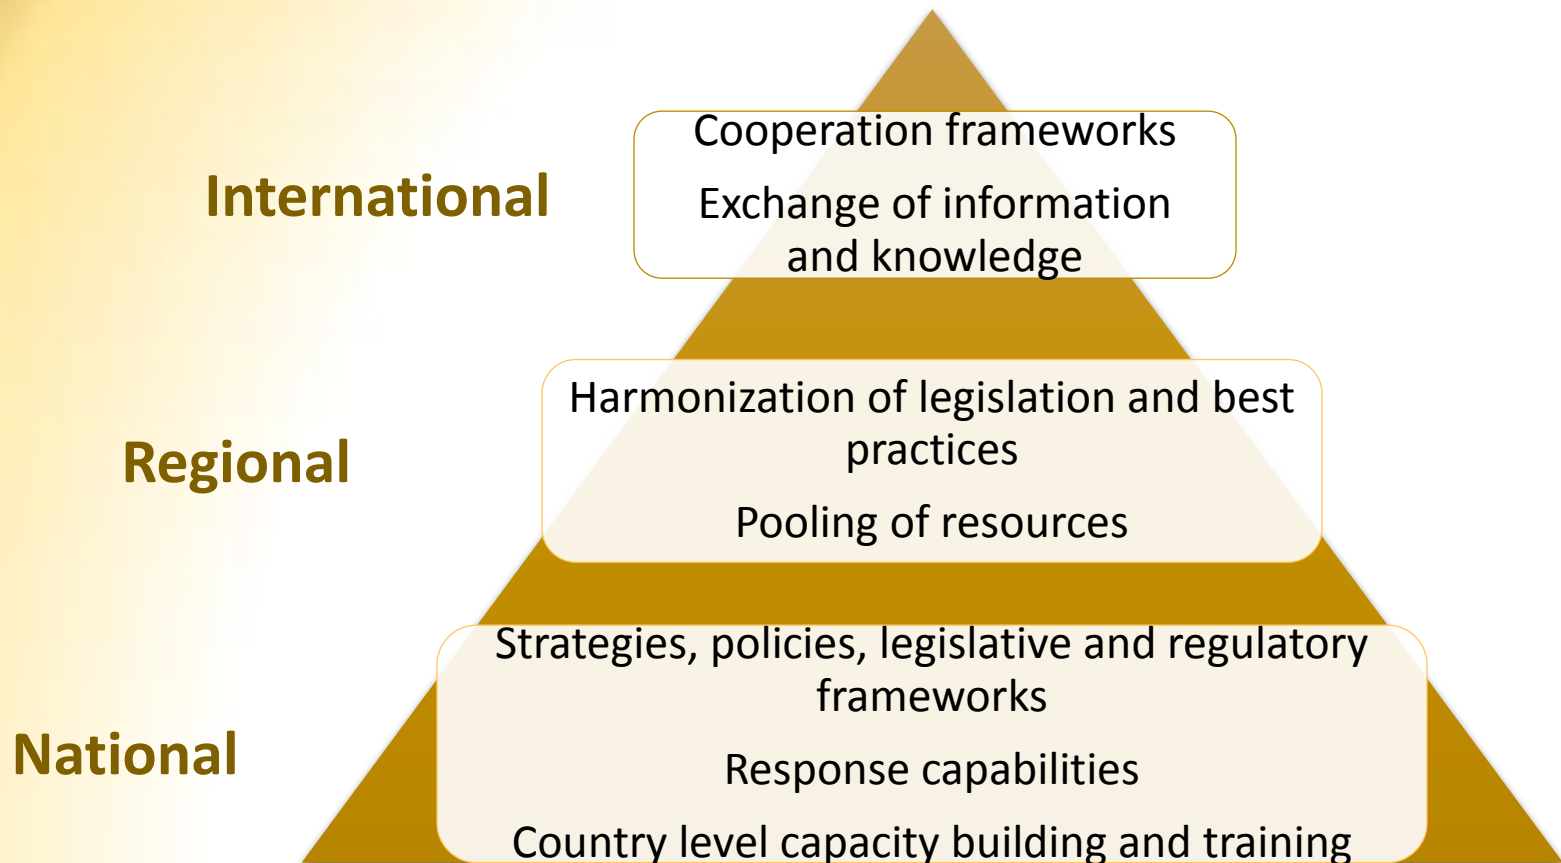 International
Cooperation frameworks
Exchange of information
and knowledge
Regional
Harmonization of legislation and best
practices
Pooling of resources
National
Strategies, policies, legislative and regulatory
frameworks
Response capabilities
Country level capacity building and training